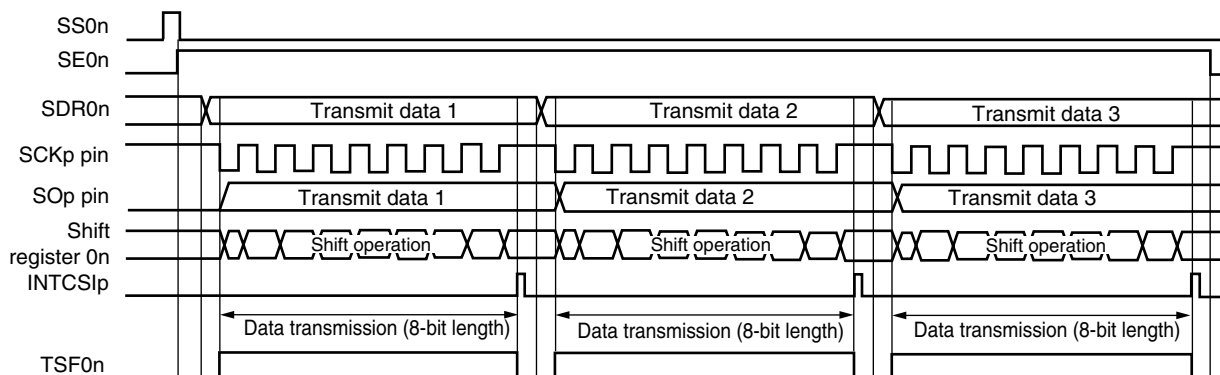 SS0n
SE0n
SDR0n Transmit data 1 Transmit data 2 Transmit data 3
SCKp pin
SOp pin Transmit data 1 Transmit data 2 Transmit data 3
Shift
register 0n Shift operation Shift operation Shift operation
INTCSIp
Data transmission (8-bit length) Data transmission (8-bit length) Data transmission (8-bit length)
TSF0n